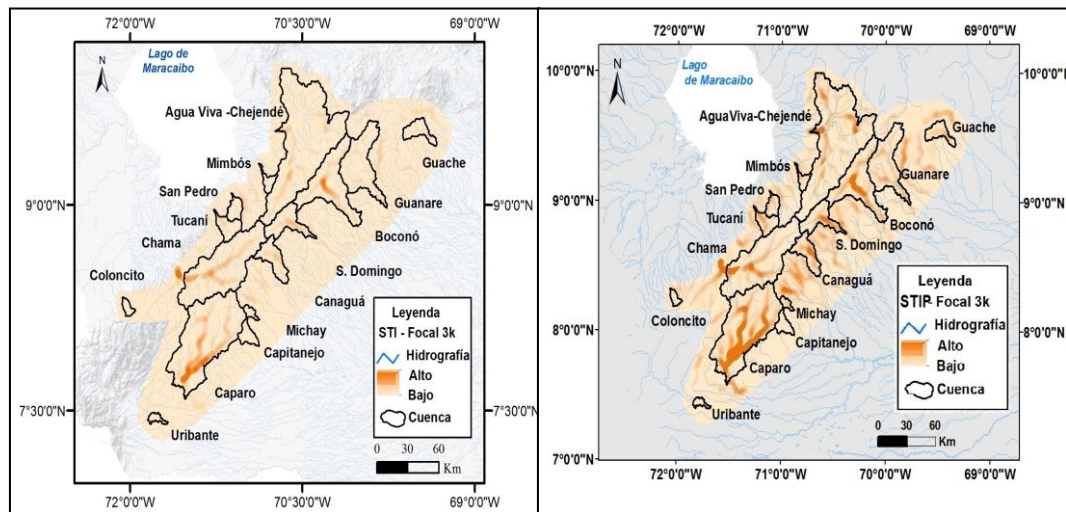 72°0'0"W
70°30'0"W
69°0'0"W
Lago de
Maracaibo
N
Agua Viva -Chejendé
Mimbós
Guache
San Pedro
9°0'0"N
Guanare
9°0'0"N
Tucaní
Boconó
Chama
Coloncito
S. Domingo
Canaguá
Michay
Capitanejo
Caparo
7°30'0"N
7°30'0"N
Uribante
Leyenda
STI - Focal 3k
Hidrografía
Alto
Bajo
Cuenca
0 30 60
Km
72°0'0"W
70°30'0"W
69°0'0"W
72°0'0"W
71°0'0"W
70°0'0"W
69°0'0"W
10°0'0"N
10°0'0"N
Lago
de Maracaibo
N
AguaViva-Chejendé
Guache
Mimbós
Guanare
San Pedro
9°0'0"N
9°0'0"N
Tucaní
Boconó
S. Domingo
Chama
Canaguá
Coloncito
Michay
8°0'0"N
8°0'0"N
Capitanejo
Caparo
Uribante
Leyenda
STIP- Focal 3k
Hidrografía
Alto
Bajo
Cuenca
0 30 60
Km
7°0'0"N
7°0'0"N
72°0'0"W
71°0'0"W
70°0'0"W
69°0'0"W